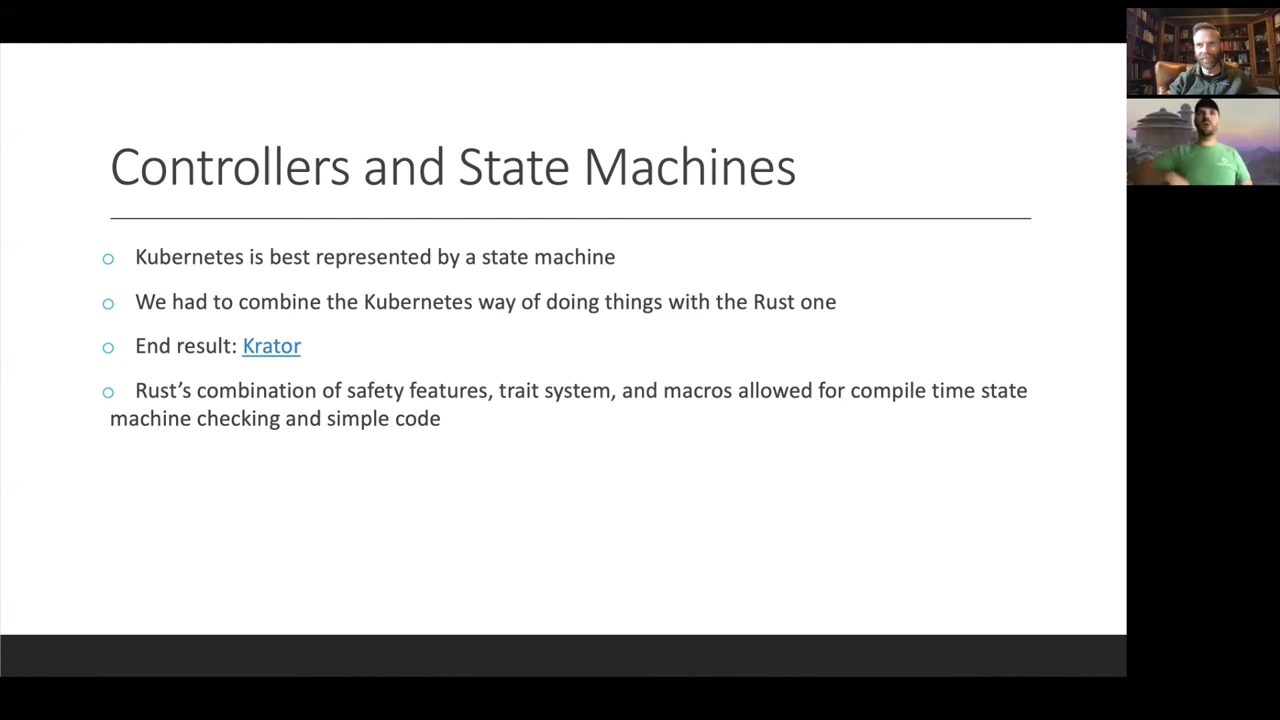 Controllers and State Machines
o Kubernetes is best represented by a state machine
o We had to combine the Kubernetes way of doing things with the Rust one
o End result: Krator
o Rust’s combination of safety features, trait system, and macros allowed for compile time state
machine checking and simple code